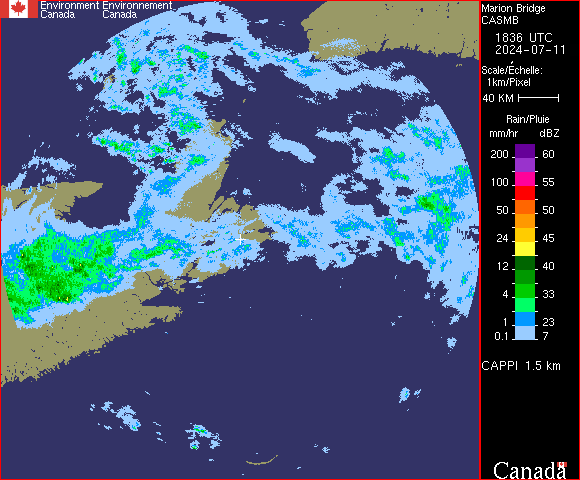 Environment Environnement
Canada Canada
Marion Bridge
CASMB
1836 UTC
2024-07-11
Scale/Échelle:
1km/Pixel
40 KM
Rain/Pluie
mm/hr dBZ
200 60
100 55
50 50
24 45
12 40
4 33
1 23
0.1 7
CAPPI 1.5 km
Canada